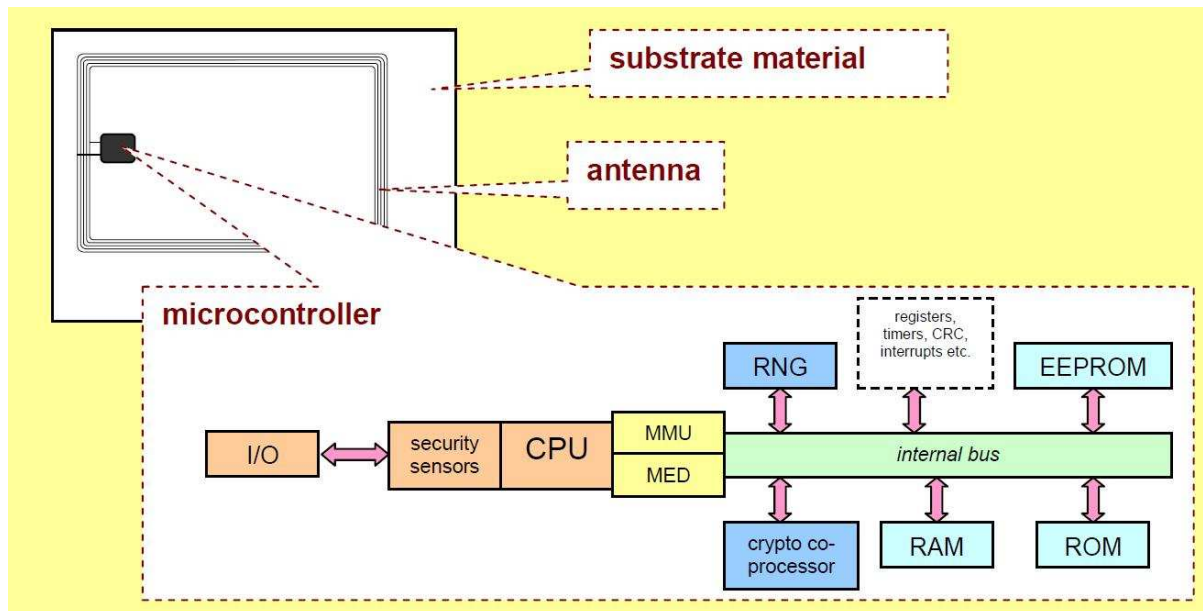 substrate material
antenna
microcontroller
registers,
timers, CRC,
interrupts etc.
RNG
EEPROM
I/O
security
sensors
CPU
MMU
MED
internal bus
crypto co-
processor
RAM
ROM